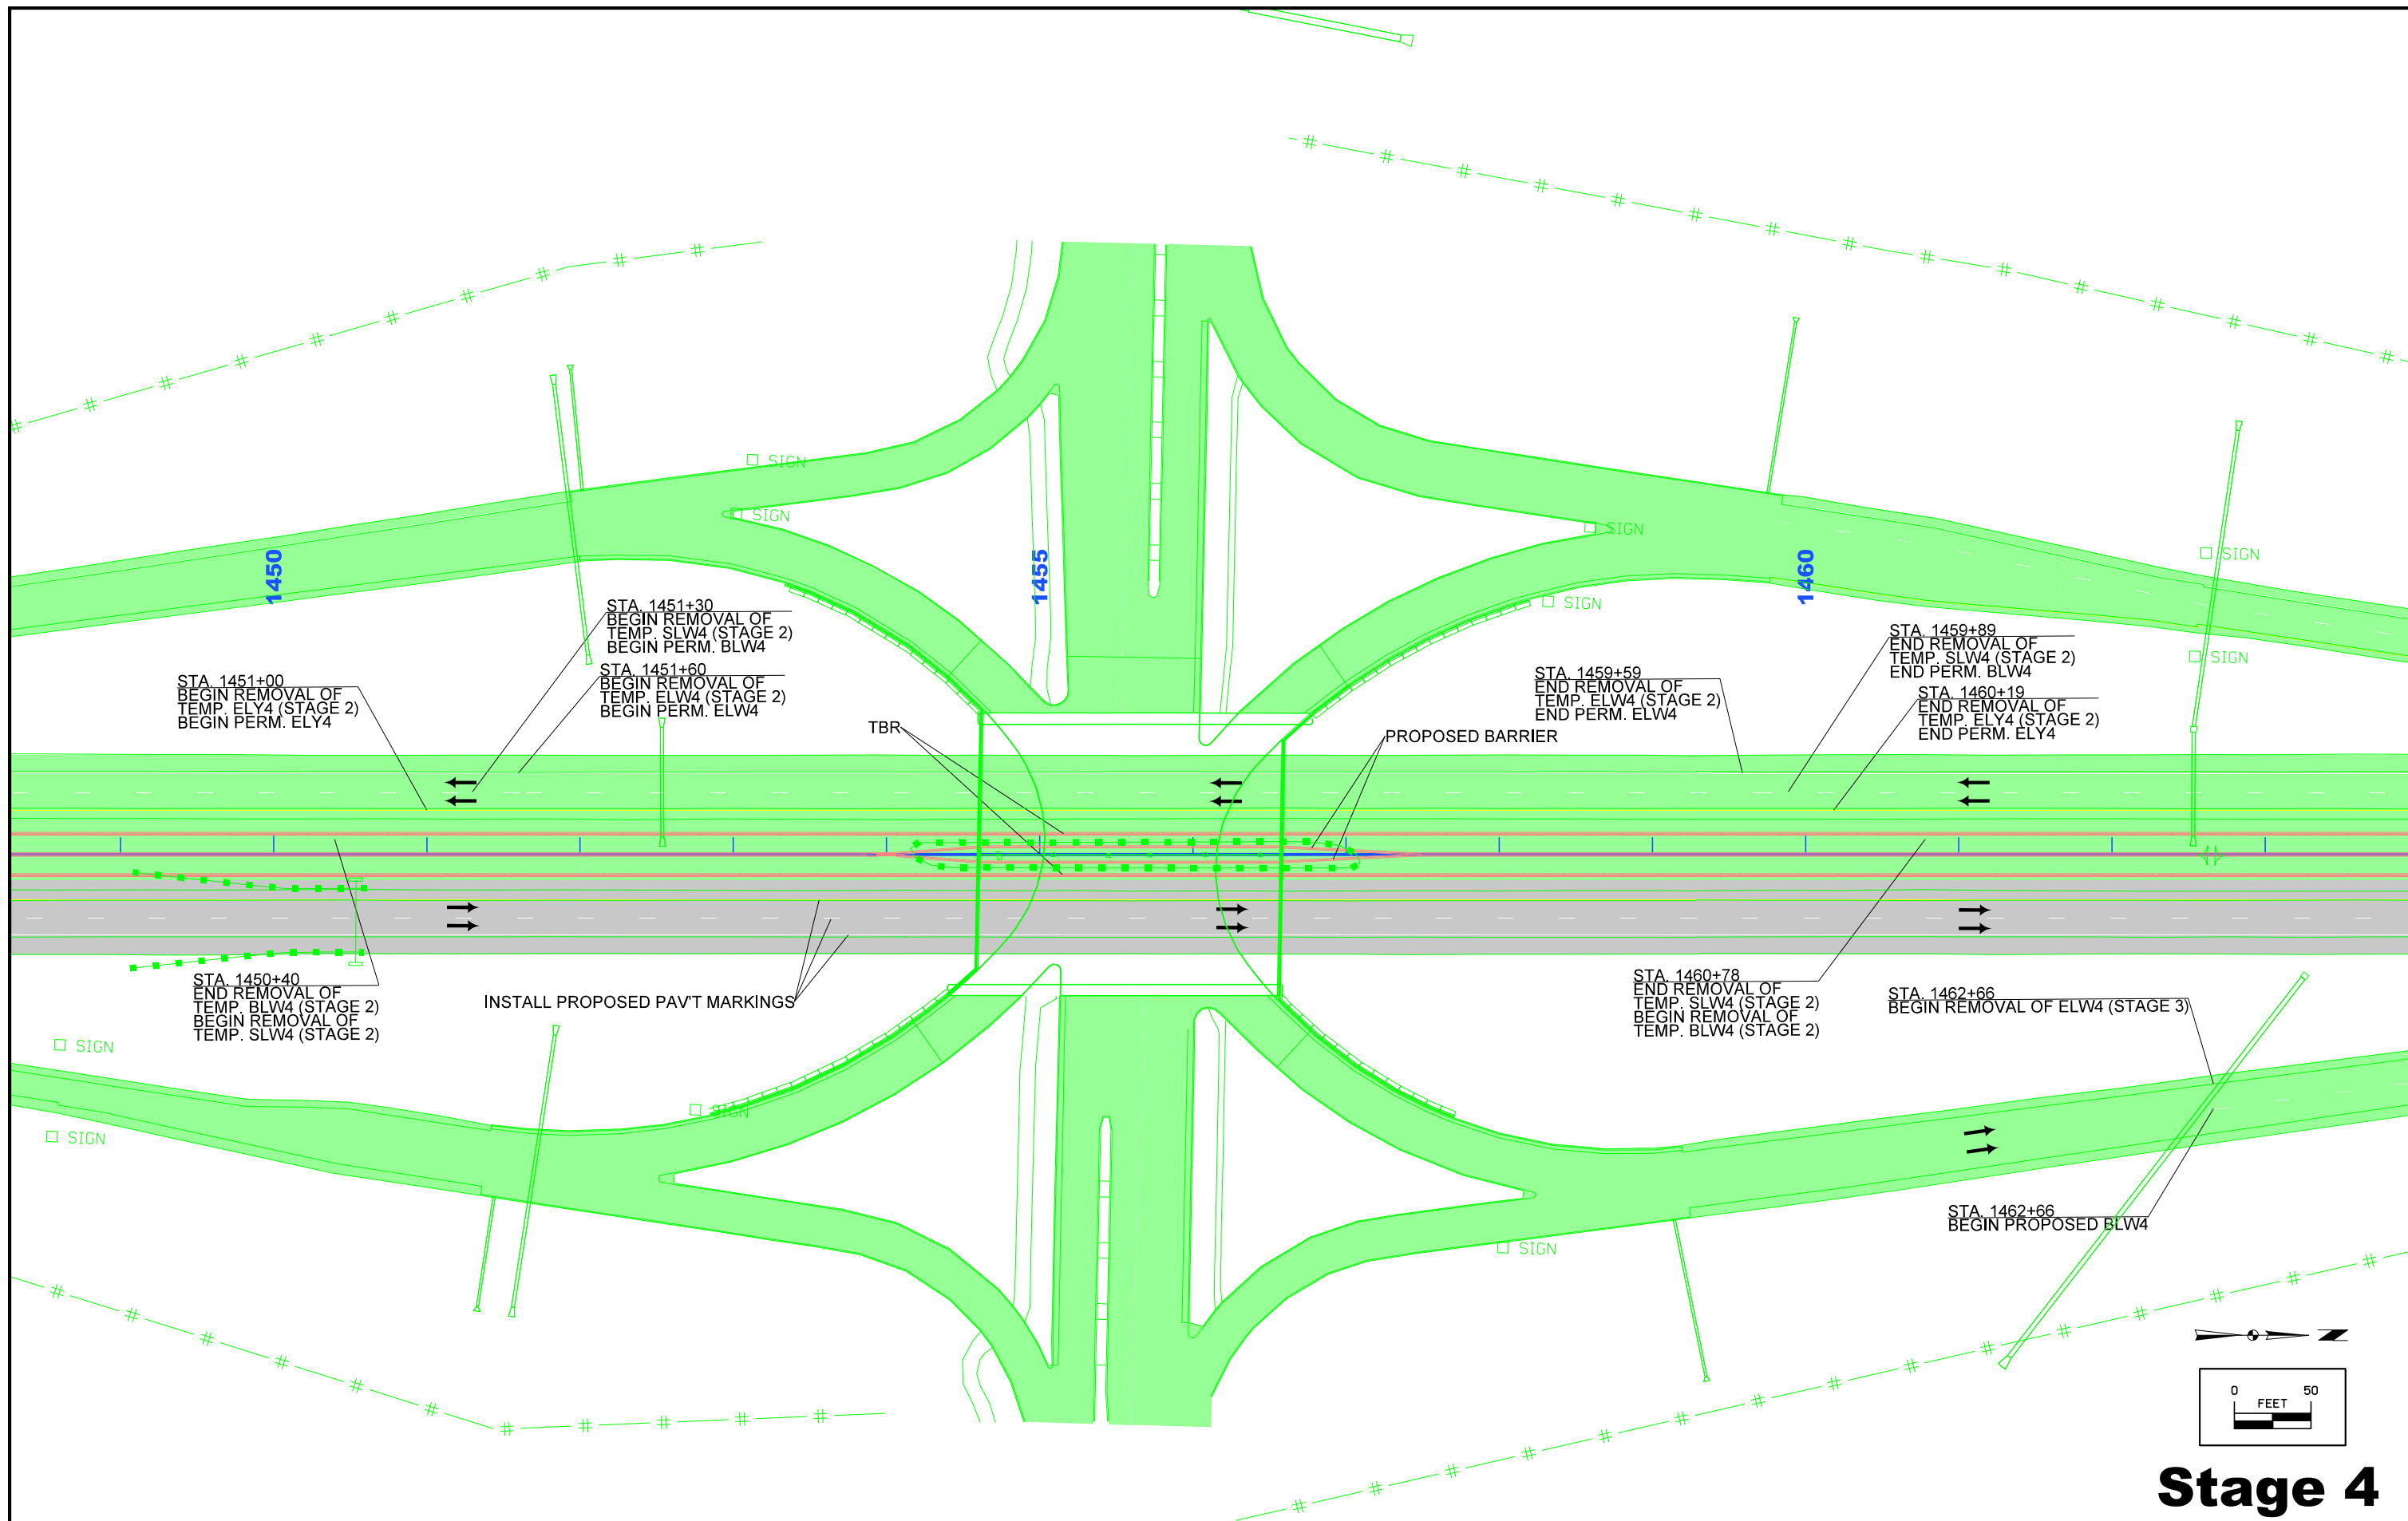 SIGN
SIGN
SIGN
SIGN
SIGN
SIGN
1450
1455
1460
STA. 1451+30
BEGIN REMOVAL OF
TEMP. SLW4 (STAGE 2)
BEGIN PERM. BLW4
STA. 1451+60
BEGIN REMOVAL OF
TEMP. ELW4 (STAGE 2)
BEGIN PERM. ELW4
STA. 1451+00
BEGIN REMOVAL OF
TEMP. ELY4 (STAGE 2)
BEGIN PERM. ELY4
TBR
PROPOSED BARRIER
STA. 1459+59
END REMOVAL OF
TEMP. ELW4 (STAGE 2)
END PERM. ELW4
STA. 1459+89
END REMOVAL OF
TEMP. SLW4 (STAGE 2)
END PERM. BLW4
STA. 1460+19
END REMOVAL OF
TEMP. ELY4 (STAGE 2)
END PERM. ELY4
STA. 1450+40
END REMOVAL OF
TEMP. BLW4 (STAGE 2)
BEGIN REMOVAL OF
TEMP. SLW4 (STAGE 2)
INSTALL PROPOSED PAV'T MARKINGS
STA. 1460+78
END REMOVAL OF
TEMP. SLW4 (STAGE 2)
BEGIN REMOVAL OF
TEMP. BLW4 (STAGE 2)
STA. 1462+66
BEGIN REMOVAL OF ELW4 (STAGE 3)
SIGN
SIGN
SIGN
SIGN
STA. 1462+66
BEGIN PROPOSED BLW4
Z
0 50
FEET
Stage 4